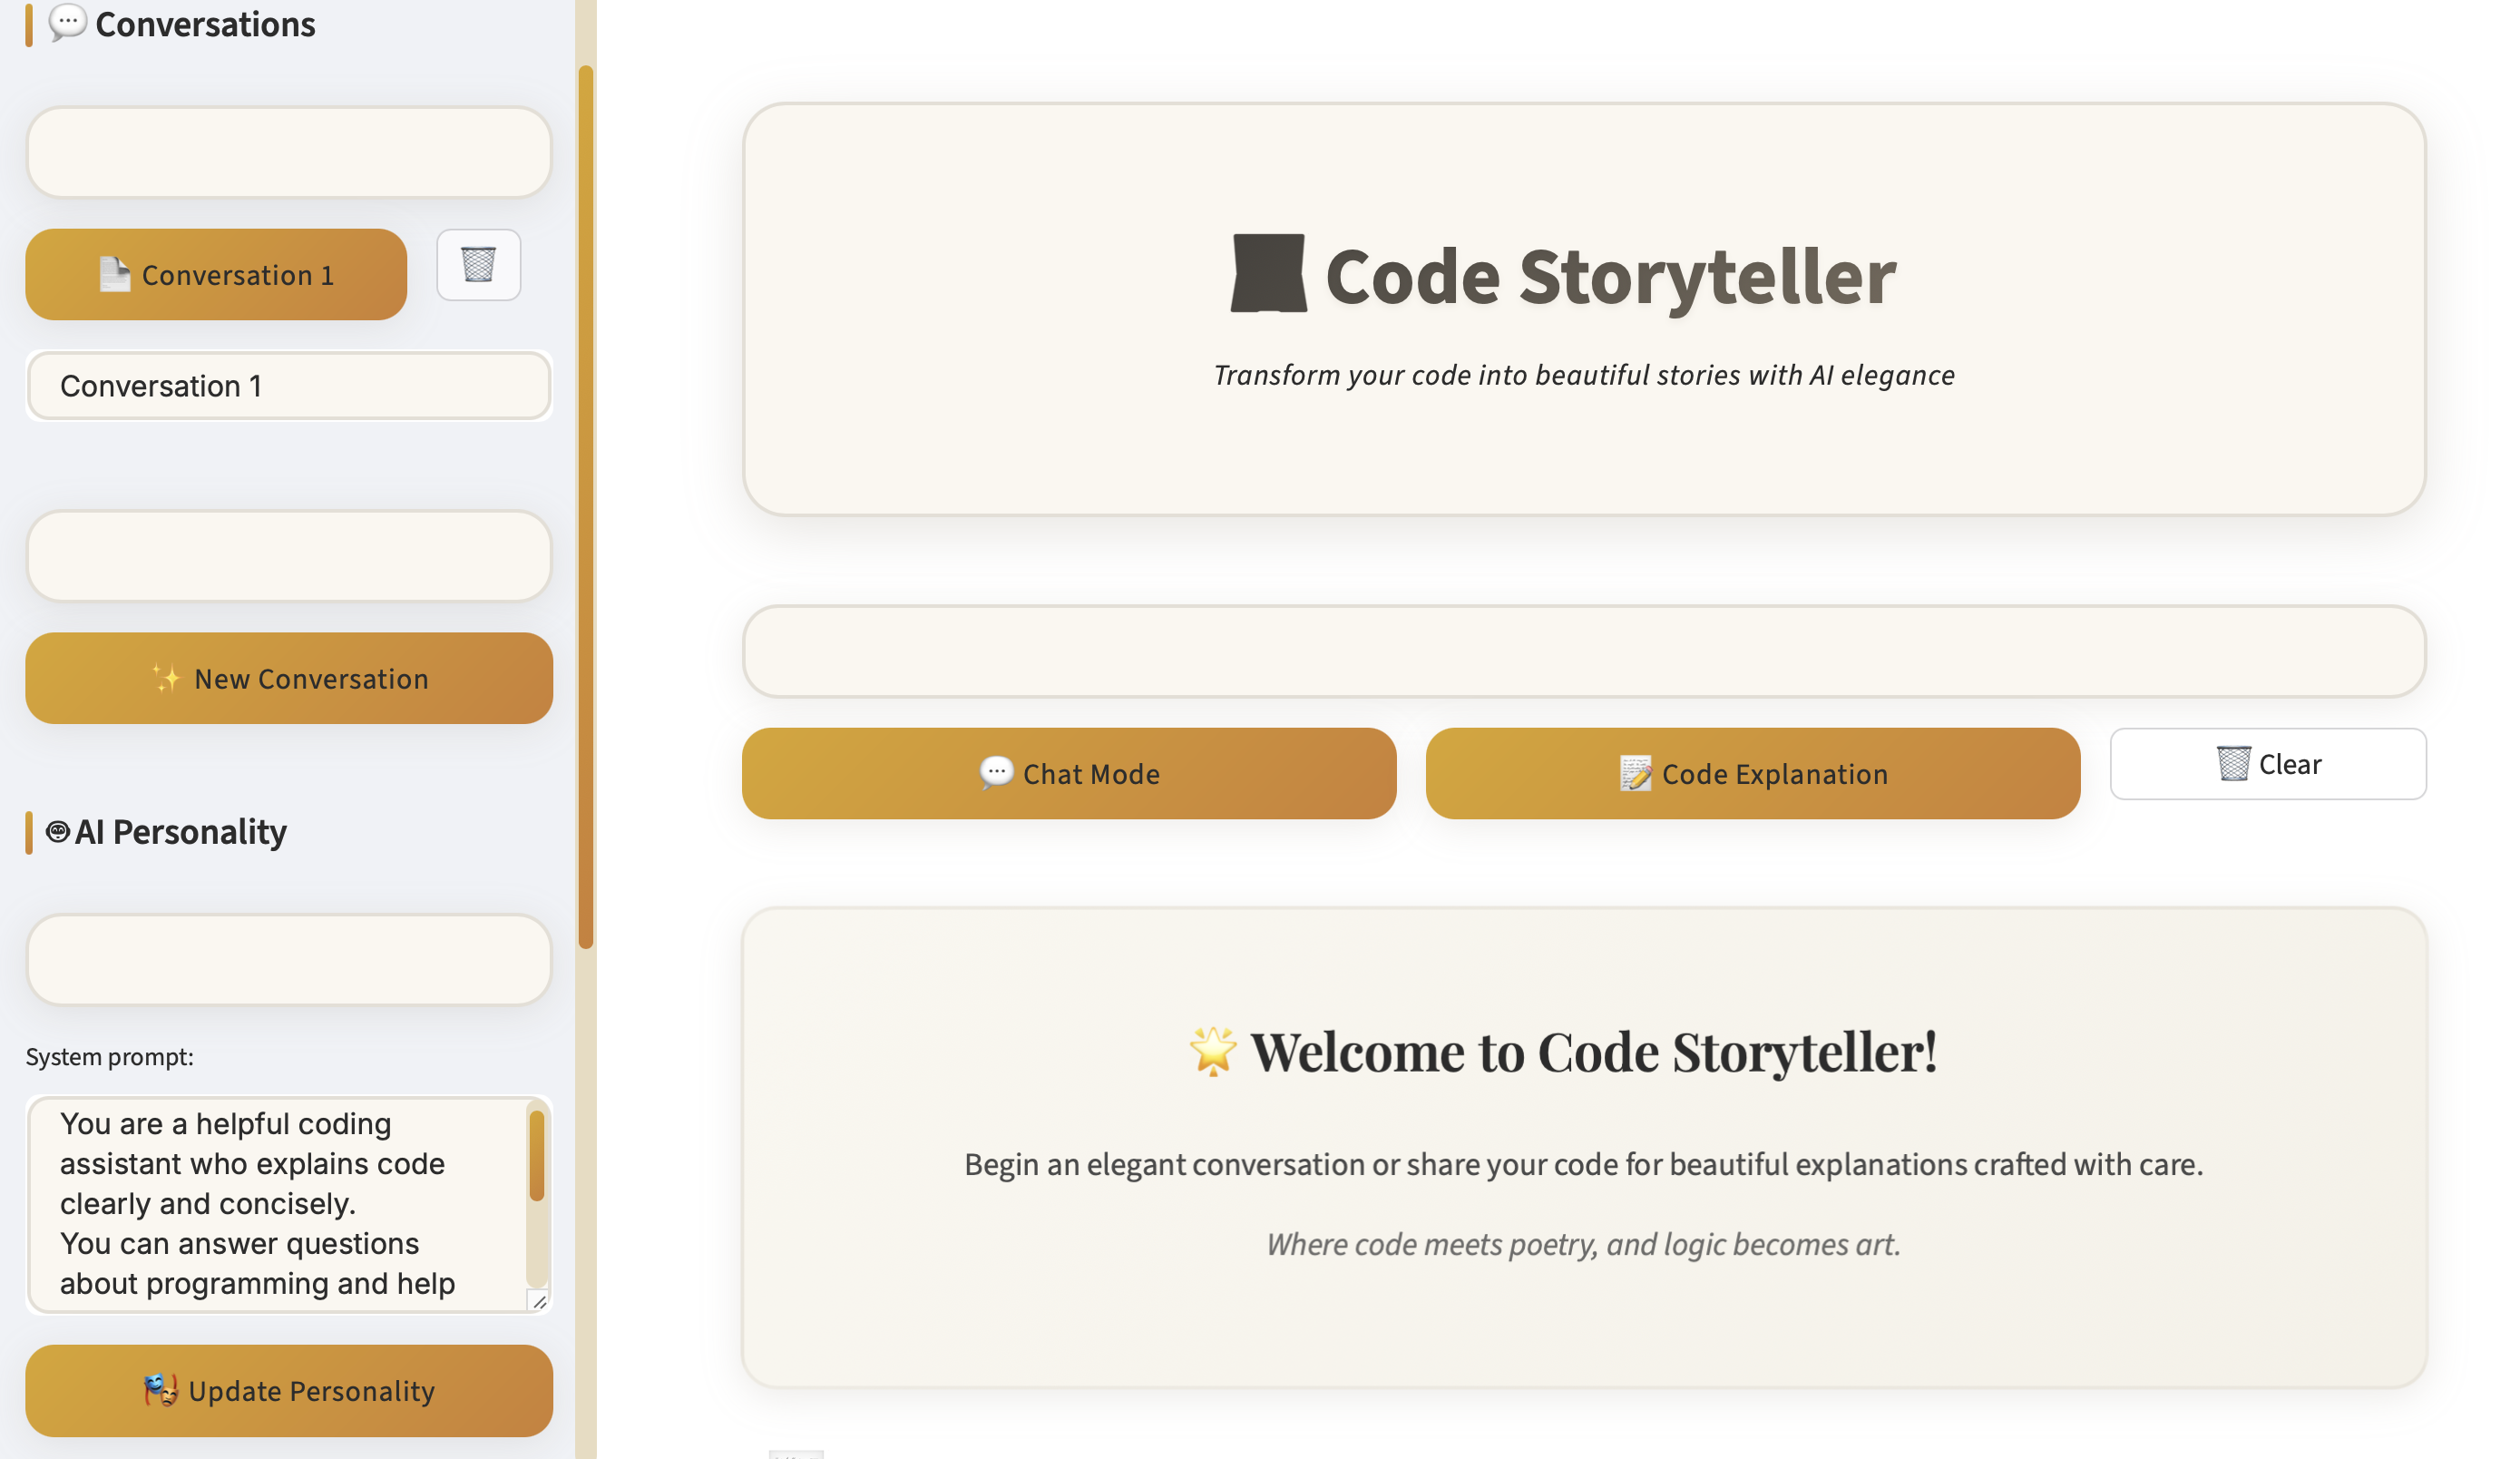 Conversations
Conversation 1
Conversation 1
New Conversation
AI Personality
System prompt:
You are a helpful coding
assistant who explains code
clearly and concisely.
You can answer questions
about programming and help
Update Personality
Code Storyteller
Transform your code into beautiful stories with AI elegance
Chat Mode
Code Explanation
Clear
Welcome to Code Storyteller!
Begin an elegant conversation or share your code for beautiful explanations crafted with care.
Where code meets poetry, and logic becomes art.